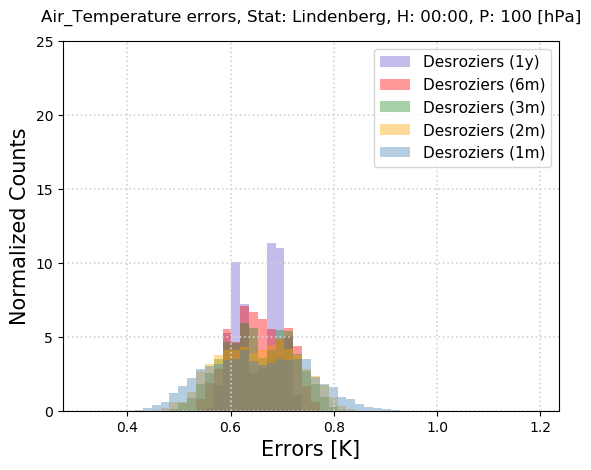 Air_Temperature errors, Stat: Lindenberg, H: 00:00, P: 100 [hPa]
25
20
15
10
5
0
Normalized Counts
Desroziers (1y)
Desroziers (6m)
Desroziers (3m)
Desroziers (2m)
Desroziers (1m)
0.4 0.6 0.8 1.0 1.2
Errors [K]